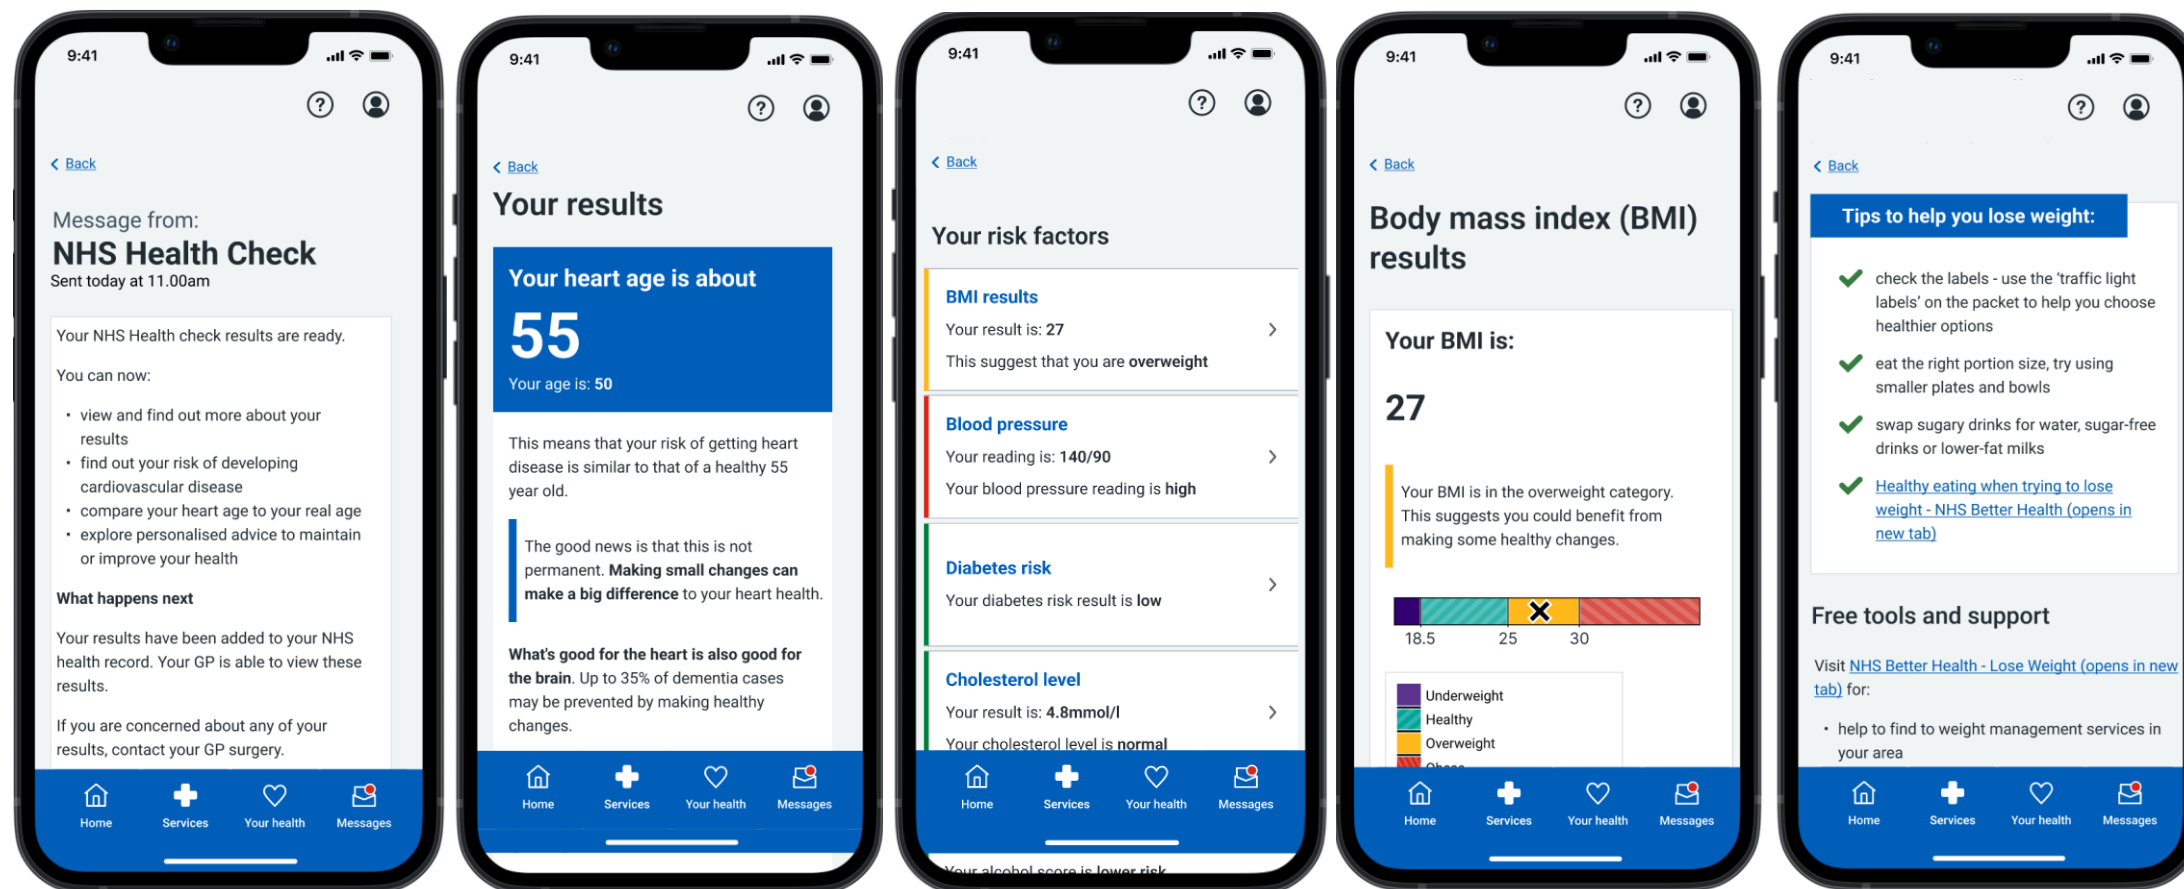 9:41
?
Back
Message from:
NHS Health Check
Sent today at 11.00am
Your NHS Health check results are ready.
You can now:
• view and find out more about your
results
• find out your risk of developing
cardiovascular disease
• compare your heart age to your real age
• explore personalised advice to maintain
or improve your health
What happens next
Your results have been added to your NHS
health record. Your GP is able to view these
results.
If you are concerned about any of your
results, contact your GP surgery.
Home Services Your health Messages
9:41
?
Back
Your results
Your heart age is about
55
Your age is: 50
This means that your risk of getting heart
disease is similar to that of a healthy 55
year old.
The good news is that this is not
permanent. Making small changes can
make a big difference to your heart health.
What's good for the heart is also good for
the brain. Up to 35% of dementia cases
may be prevented by making healthy
changes.
Home Services Your health Messages
9:41
?
Back
Your risk factors
BMI results
Your result is: 27
This suggest that you are overweight
Blood pressure
Your reading is: 140/90
Your blood pressure reading is high
Diabetes risk
Your diabetes risk result is low
Cholesterol level
Your result is: 4.8mmol/l
Your cholesterol level is normal
Home Services Your health Messages
Your alcohol score is lower risk
9:41
?
Back
Body mass index (BMI)
results
Your BMI is:
27
Your BMI is in the overweight category.
This suggests you could benefit from
making some healthy changes.
18.5 25 30
Underweight
Healthy
Overweight
Obese
Home Services Your health Messages
9:41
?
Back
Tips to help you lose weight:
check the labels - use the ‘traffic light
labels’ on the packet to help you choose
healthier options
eat the right portion size, try using
smaller plates and bowls
swap sugary drinks for water, sugar-free
drinks or lower-fat milks
Healthy eating when trying to lose
weight - NHS Better Health (opens in
new tab)
Free tools and support
Visit NHS Better Health - Lose Weight (opens in new
tab) for:
• help to find to weight management services in
your area
Home Services Your health Messages